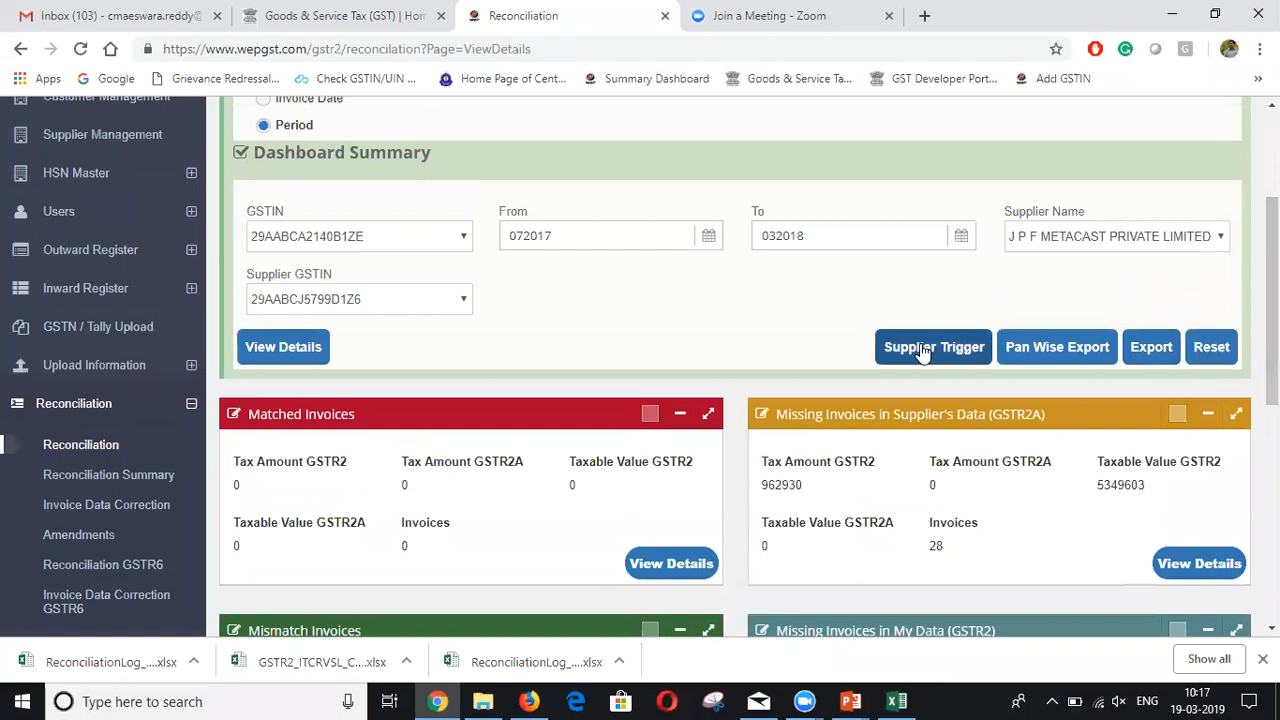 Inbox (103) - cmaeswara.reddy@
Goods & Service Tax (GST) | Hom
Reconciliation
Join a Meeting - Zoom
https://www.wepgst.com/gstr2/reconciliation?Page=ViewDetails
Apps
Google
Grievance Redressal...
Check GSTIN/UIN ...
Home Page of Cent...
Summary Dashboard
Goods & Service Ta...
GST Developer Port...
Add GSTIN
»
Customer Management
Supplier Management
HSN Master
Users
Outward Register
Inward Register
GSTN / Tally Upload
Upload Information
Reconciliation
Reconciliation
Reconciliation Summary
Invoice Data Correction
Amendments
Reconciliation GSTR6
Invoice Data Correction
GSTR6
Invoice Date
Period
Dashboard Summary
GSTIN
From
To
Supplier Name
29AABCA2140B1ZE
072017
032018
J P F METACAST PRIVATE LIMITED
Supplier GSTIN
29AABCJ5799D1Z6
View Details
Supplier Trigger
Pan Wise Export
Export
Reset
Matched Invoices
Tax Amount GSTR2
Tax Amount GSTR2A
Taxable Value GSTR2
0
0
0
Taxable Value GSTR2A
Invoices
0
0
View Details
Missing Invoices in Supplier's Data (GSTR2A)
Tax Amount GSTR2
Tax Amount GSTR2A
Taxable Value GSTR2
962930
0
5349603
Taxable Value GSTR2A
Invoices
0
28
View Details
Mismatch Invoices
Missing Invoices in My Data (GSTR2)
ReconciliationLog_....xlsx
GSTR2_ITCRVSL_C....xlsx
ReconciliationLog_....xlsx
Show all
Type here to search
ENG
10:17
19-03-2019